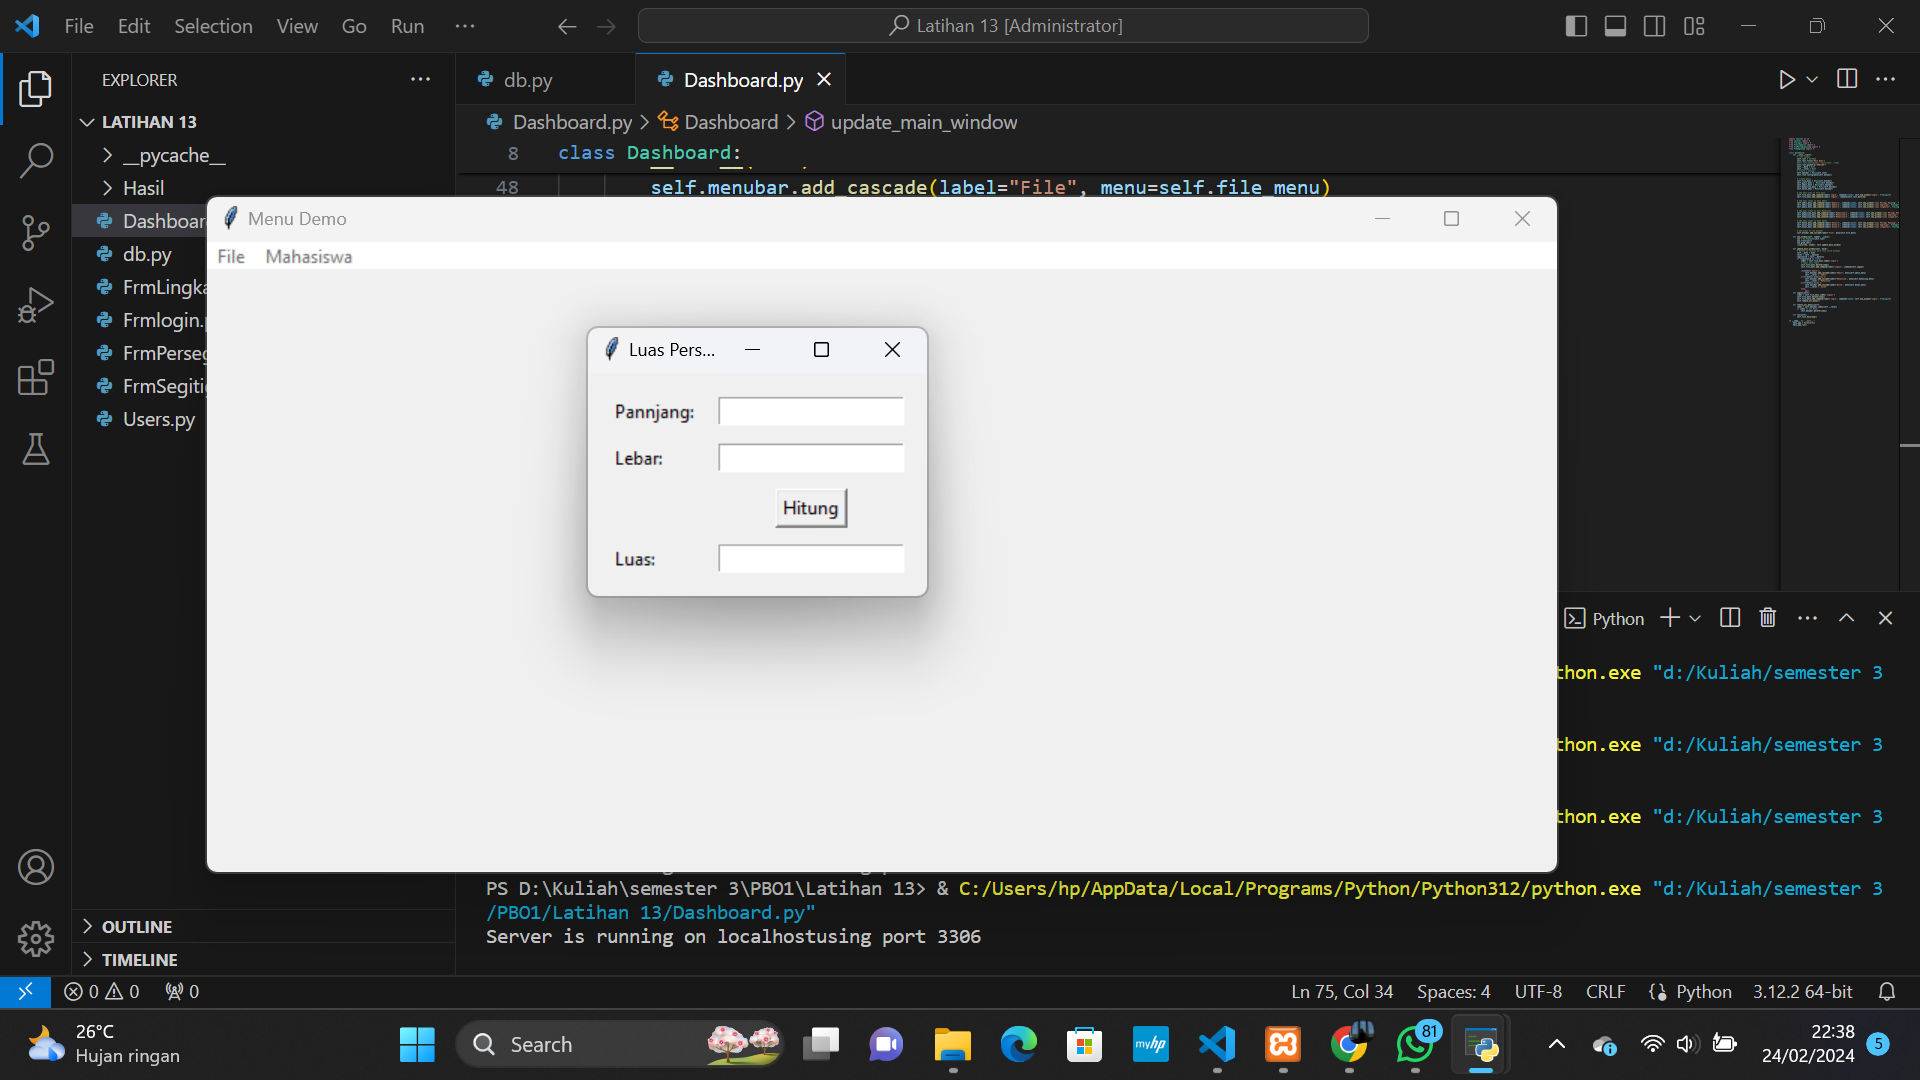 File Edit Selection View Go Run ··· Latihan 13 [Administrator]
EXPLORER
db.py Dashboard.py
LATIHAN 13
Dashboard.py > Dashboard > update_main_window
__pycache__
8 class Dashboard:
Hasil
48 self.menubar.add_cascade(label="File", menu=self.file_menu)
Dashboar
db.py
FrmLingka
Frmlogin.
FrmPerseg
FrmSegitig
Users.py
Menu Demo
File Mahasiswa
Luas Pers...
Pannjang:
Lebar:
Hitung
Luas:
Python
thon.exe "d:/Kuliah/semester 3
thon.exe "d:/Kuliah/semester 3
thon.exe "d:/Kuliah/semester 3
PS D:\Kuliah\semester 3\PBO1\Latihan 13> & C:/Users/hp/AppData/Local/Programs/Python/Python312/python.exe "d:/Kuliah/semester 3
/PBO1/Latihan 13/Dashboard.py"
Server is running on localhostusing port 3306
OUTLINE
TIMELINE
0 0 0 Ln 75, Col 34 Spaces: 4 UTF-8 CRLF Python 3.12.2 64-bit
26°C
Hujan ringan
Search
myhp
81
22:38
24/02/2024
5